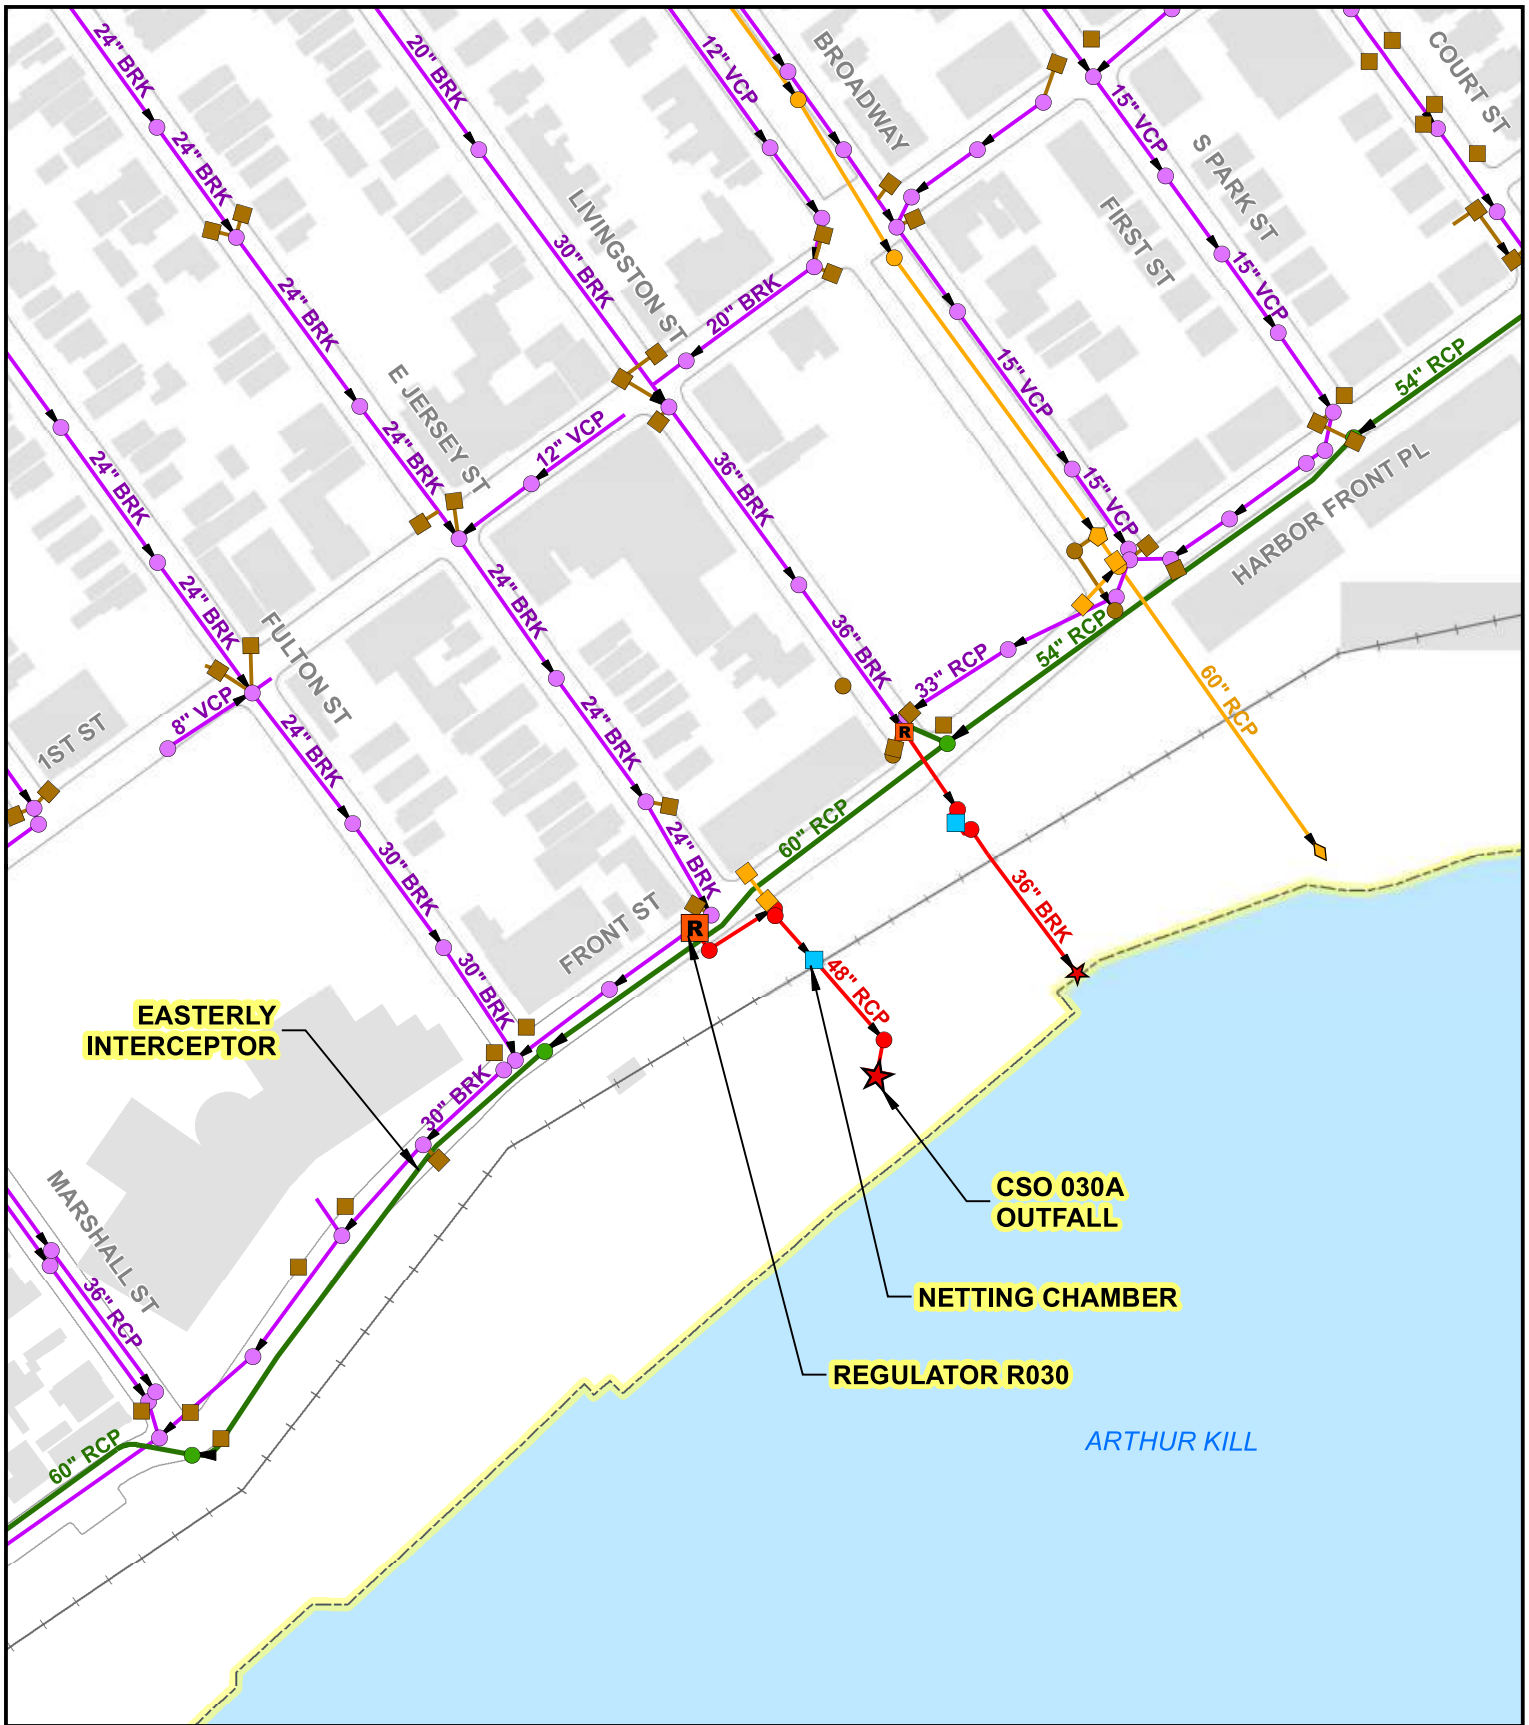 24" BRK
20" BRK
12" VCP
BROADWAY
COURT ST
15" VCP
24" BRK
S PARK ST
LIVINGSTON ST
FIRST ST
30" BRK
15" VCP
24" BRK
20" BRK
15" VCP
54" RCP
E JERSEY ST
24" BRK
12" VCP
36" BRK
15" VCP
HARBOR FRONT PL
24" BRK
24" BRK
24" BRK
FULTON ST
36" BRK
54" RCP
33" RCP
8" VCP
60" RCP
1ST ST
24" BRK
24" BRK
R
60" RCP
24" BRK
30" BRK
36" BRK
FRONT ST
R
30" BRK
48" RCP
EASTERLY
INTERCEPTOR
30" BRK
MARSHALL ST
CSO 030A
OUTFALL
36" RCP
NETTING CHAMBER
REGULATOR R030
60" RCP
ARTHUR KILL